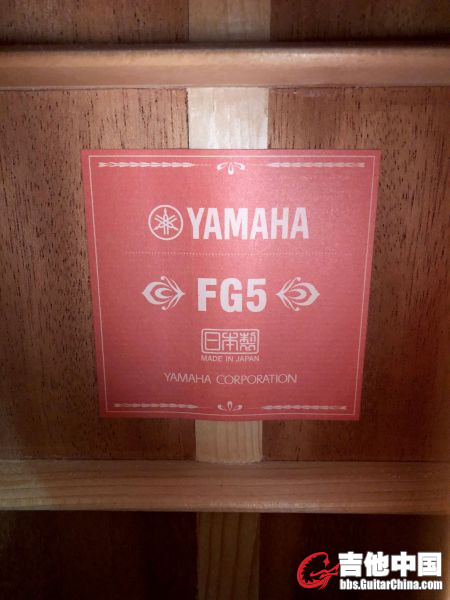 YAMAHA
FG5
日本製
MADE IN JAPAN
YAMAHA CORPORATION
吉他中国
bbs.GuitarChina.com